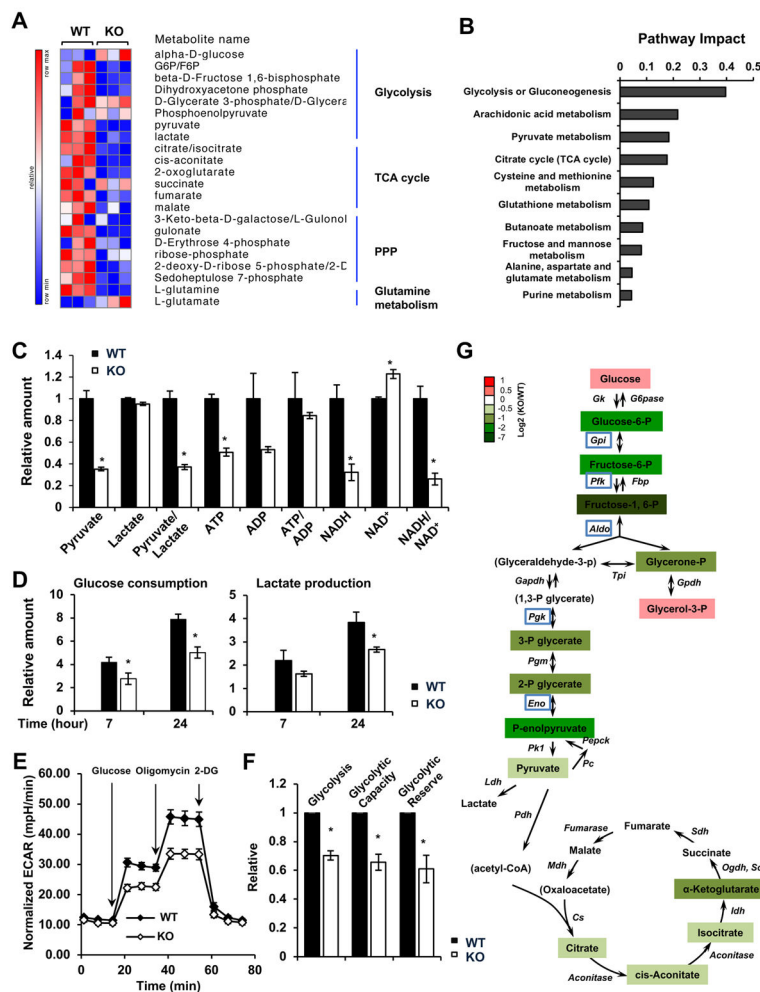 A
WT KO
Metabolite name
row max
relative
row min
alpha-D-glucose
G6P/F6P
beta-D-Fructose 1,6-bisphosphate
Dihydroxyacetone phosphate
D-Glycerate 3-phosphate/D-Glycera
Phosphoenolpyruvate
pyruvate
lactate
citrate/isocitrate
cis-aconitate
2-oxoglutarate
succinate
fumarate
malate
3-Keto-beta-D-galactose/L-Gulonol
gulonate
D-Erythrose 4-phosphate
ribose-phosphate
2-deoxy-D-ribose 5-phosphate/2-D
Sedoheptulose 7-phosphate
L-glutamine
L-glutamate
Glycolysis
TCA cycle
PPP
Glutamine
metabolism
B
Pathway Impact
0 0.1 0.2 0.3 0.4 0.5
Glycolysis or Gluconeogenesis
Arachidonic acid metabolism
Pyruvate metabolism
Citrate cycle (TCA cycle)
Cysteine and methionine
metabolism
Glutathione metabolism
Butanoate metabolism
Fructose and mannose
metabolism
Alanine, aspartate and
glutamate metabolism
Purine metabolism
C
WT
KO
Relative amount
1.4
1.2
1
0.8
0.6
0.4
0.2
0
* * * * * *
Pyruvate
Lactate
Pyruvate/
Lactate
ATP
ADP
ATP/
ADP
NADH
NAD+
NADH/
NAD+
D
Glucose consumption
Relative amount
10
8
6
4
2
0
* *
Time (hour) 7 24
Lactate production
5
4
3
2
1
0
*
7 24
WT
KO
E
Normalized ECAR (mpH/min)
60.00
50.00
40.00
30.00
20.00
10.00
0.00
Glucose Oligomycin 2-DG
WT
KO
0 20 40 60 80
Time (min)
F
Relative
1
0.8
0.6
0.4
0.2
0
Glycolysis
Glycolytic
Capacity
Glycolytic
Reserve
* * *
WT
KO
G
1
0.5
0
-0.5
-1
-2
-7
Log2 (KO/WT)
Glucose
Gk G6pase
Glucose-6-P
Gpi
Fructose-6-P
Pfk Fbp
Fructose-1, 6-P
Aldo
(Glyceraldehyde-3-p) Glycerone-P
Tpi
Gapdh Gpdh
(1,3-P glycerate) Glycerol-3-P
Pgk
3-P glycerate
Pgm
2-P glycerate
Eno
P-enolpyruvate
Pk1 Pepck
Pyruvate Pc
Ldh
Lactate
Pdh
Fumarase Fumarate Sdh
Malate Succinate
(acetyl-CoA) Mdh Ogdh, Sc
(Oxaloacetate) α-Ketoglutarate
Cs Idh
Citrate Isocitrate
Aconitase cis-Aconitate Aconitase